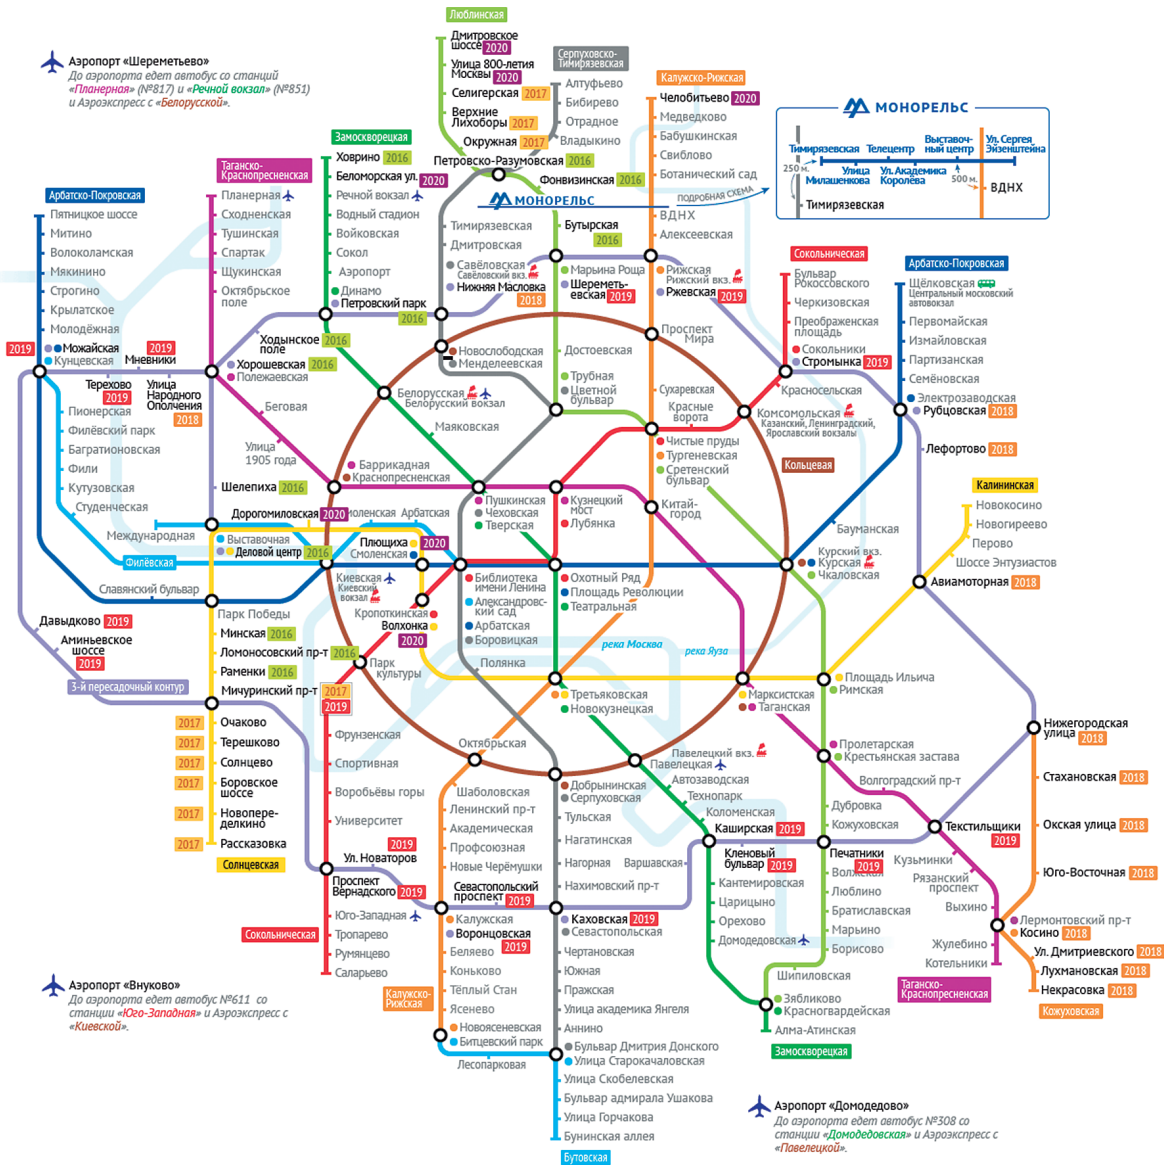 Аэропорт «Шереметьево»
До аэропорта едет автобус со станций
«Планерная» (№817) и «Речной вокзал» (№851)
и Аэроэкспресс с «Белорусской».
Люблинская
Дмитровское
шоссе 2020
Улица 800-летия
Москвы 2020
Селигерская 2017
Верхние
Лихоборы 2017
Окружная 2017
Петровско-Разумовская 2016
Фонвизинская 2016
Бутырская
2016
Серпуховско-
Тимирязевская
Алтуфьево
Бибирево
Отрадное
Владыкино
Калужско-Рижская
Челобитьево 2020
Медведково
Бабушкинская
Свиблово
Ботанический сад
ВДНХ
Алексеевская
МОНОРЕЛЬС
ПОДРОБНАЯ СХЕМА
МОНОРЕЛЬС
Тимирязевская
Телецентр
Выставоч-
ный центр
Ул. Сергея
Эйзенштейна
250 м.
Улица
Милашенкова
Ул. Академика
Королёва
500 м.
ВДНХ
Тимирязевская
Замоскворецкая
Ховрино 2016
Беломорская ул. 2020
Речной вокзал
Водный стадион
Войковская
Сокол
Аэропорт
Динамо
Петровский парк
2016
Таганско-
Краснопресненская
Планерная
Сходненская
Тушинская
Спартак
Щукинская
Октябрьское
поле
Арбатско-Покровская
Пятницкое шоссе
Митино
Волоколамская
Мякинино
Строгино
Крылатское
Молодёжная
2019
Можайская
Кунцевская
2019
Мневники
Терехово
2019
Улица
Народного
Ополчения
2018
Ходынское
поле
2016
Хорошевская 2016
Полежаевская
Беговая
Улица
1905 года
Тимирязевская
Дмитровская
Савёловская
Савёловский вкз.
Нижняя Масловка
2018
Марьина Роща
Шереметь-
евская 2019
Рижская
Рижский вкз.
Ржевская 2019
Сокольническая
Бульвар
Рокоссовского
Черкизовская
Преображенская
площадь
Сокольники
Стромынка 2019
Красносельская
Арбатско-Покровская
Щёлковская
Центральный московский
автовокзал
Первомайская
Измайловская
Партизанская
Семёновская
Электрозаводская
Рубцовская 2018
Лефортово 2018
Новослободская
Менделеевская
Белорусская
Белорусский вокзал
Маяковская
Достоевская
Трубная
Цветной
бульвар
Проспект
Мира
Сухаревская
Красные
ворота
Комсомольская
Казанский, Ленинградский,
Ярославский вокзалы
Чистые пруды
Тургеневская
Сретенский
бульвар
Кольцевая
Пионерская
Филёвский парк
Багратионовская
Фили
Кутузовская
Студенческая
Международная
Филёвская
Шелепиха 2016
Баррикадная
Краснопресненская
Дорогомиловская 2020
Смоленская
Арбатская
Выставочная
Деловой центр 2016
Плющиха 2020
Смоленская
Пушкинская
Чеховская
Тверская
Кузнецкий
мост
Лубянка
Китай-
город
Калининская
Новокосино
Новогиреево
Перово
Шоссе Энтузиастов
Авиамоторная 2018
Бауманская
Курский вкз.
Курская
Чкаловская
Славянский бульвар
Киевская
Киевский
вокзал
Кропоткинская
Волхонка
2020
Библиотека
имени Ленина
Александровс-
кий сад
Арбатская
Боровицкая
Охотный Ряд
Площадь Революции
Театральная
Парк Победы
Минская 2016
Ломоносовский пр-т 2016
Раменки 2016
Мичуринский пр-т 2017
2019
Давыдково 2019
Аминьевское
шоссе
2019
3-й пересадочный контур
2017 Очаково
2017 Терешково
2017 Солнцево
2017 Боровское
шоссе
2017 Новопере-
делкино
2017 Рассказовка
Солнцевская
Парк
культуры
Полянка
река Москва
река Яуза
Третьяковская
Новокузнецкая
Марксистская
Таганская
Площадь Ильича
Римская
Фрунзенская
Спортивная
Воробьёвы горы
Университет
Октябрьская
Шаболовская
Ленинский пр-т
Академическая
Профсоюзная
Новые Черёмушки
Павелецкий вкз.
Павелецкая
Добрынинская
Серпуховская
Тульская
Нагатинская
Нагорная
Нахимовский пр-т
Автозаводская
Технопарк
Коломенская
Варшавская
Каширская 2019
Пролетарская
Крестьянская застава
Волгоградский пр-т
Дубровка
Кожуховская
Нижегородская
улица 2018
Стахановская 2018
Окская улица 2018
Юго-Восточная 2018
Текстильщики
2019
Кузьминки
Рязанский
проспект
Выхино
Лермонтовский пр-т
Косино 2018
Жулебино
Котельники
Ул. Дмитриевского 2018
Лухмановская 2018
Некрасовка 2018
Кожуховская
Таганско-
Краснопресненская
Кленовый
бульвар 2019
Печатники
2019
Волжская
Люблино
Братиславская
Марьино
Борисово
Шипиловская
Зябликово
Красногвардейская
Алма-Атинская
Замоскворецкая
Кантемировская
Царицыно
Орехово
Домодедовская
2019
Ул. Новаторов
Проспект
Вернадского 2019
Юго-Западная
Тропарево
Румянцево
Саларьево
Сокольническая
Севастопольский
проспект 2019
Калужская
Воронцовская
2019
Беляево
Коньково
Тёплый Стан
Ясенево
Новоясеневская
Битцевский парк
Калужско-
Рижская
Лесопарковая
Каховская 2019
Севастопольская
Чертановская
Южная
Пражская
Улица академика Янгеля
Аннино
Бульвар Дмитрия Донского
Улица Старокачаловская
Улица Скобелевская
Бульвар адмирала Ушакова
Улица Горчакова
Бунинская аллея
Бутовская
Аэропорт «Внуково»
До аэропорта едет автобус №611 со
станции «Юго-Западная» и Аэроэкспресс с
«Киевской».
Аэропорт «Домодедово»
До аэропорта едет автобус №308 со
станции «Домодедовская» и Аэроэкспресс с
«Павелецкой».